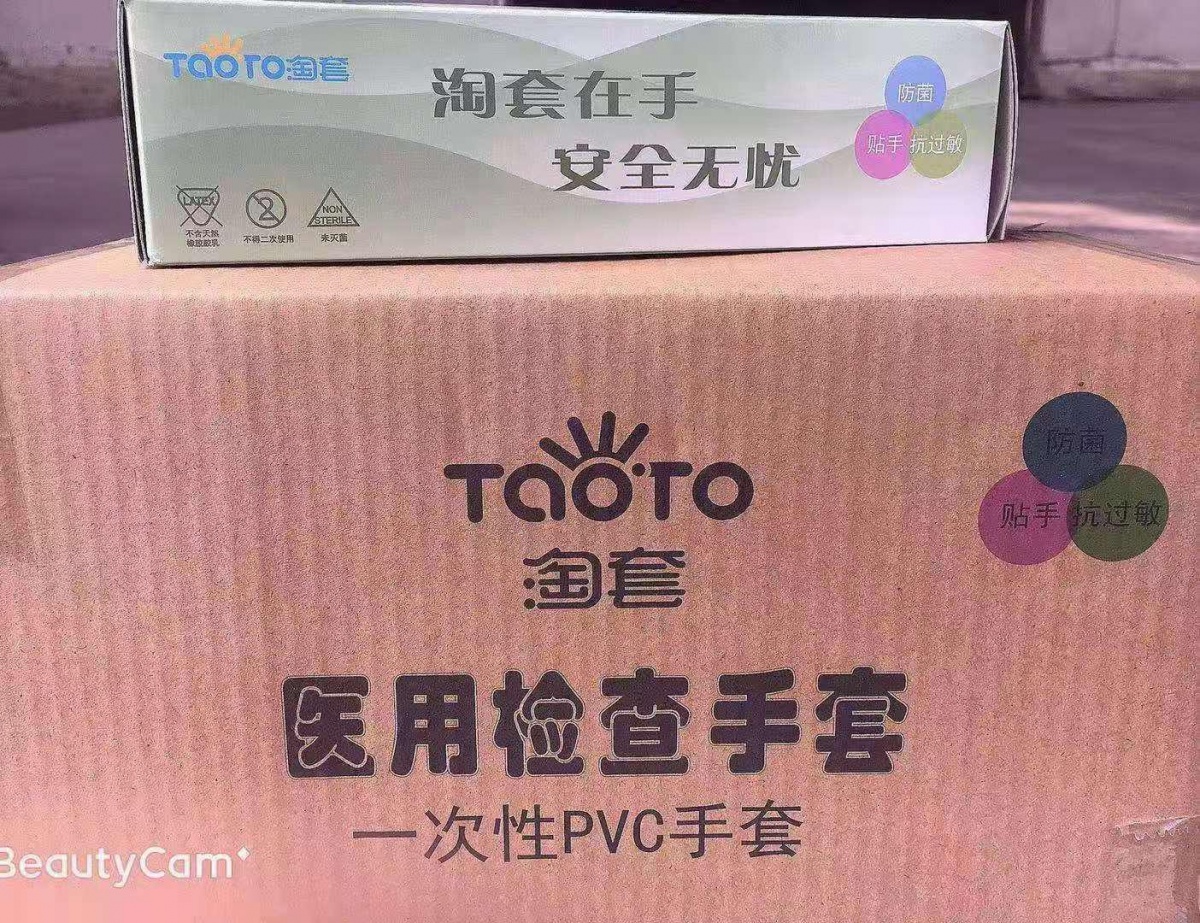 TAOTO淘套
淘套在手
安全无忧
防菌
贴手 抗过敏
LATEX
不含天然
橡胶胶乳
2
不得二次使用
NON
STERILE
未灭菌
TAOTO
淘套
防菌
贴手 抗过敏
医用检查手套
一次性PVC手套
BeautyCam